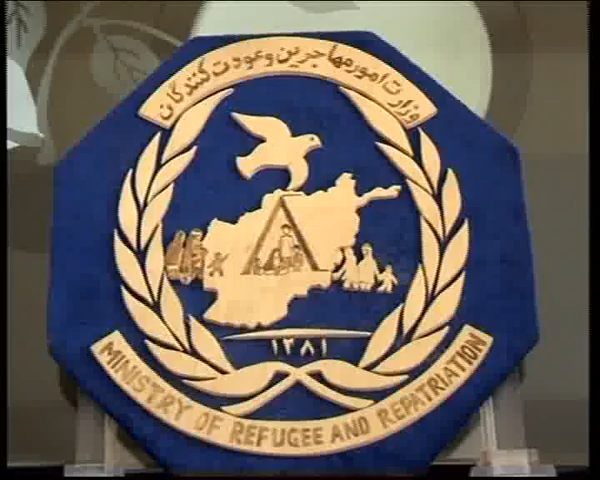 وزارت امور مهاجرین و عودت کنندگان
۱۳۸۱
MINISTRY OF REFUGEE AND REPATRIATION